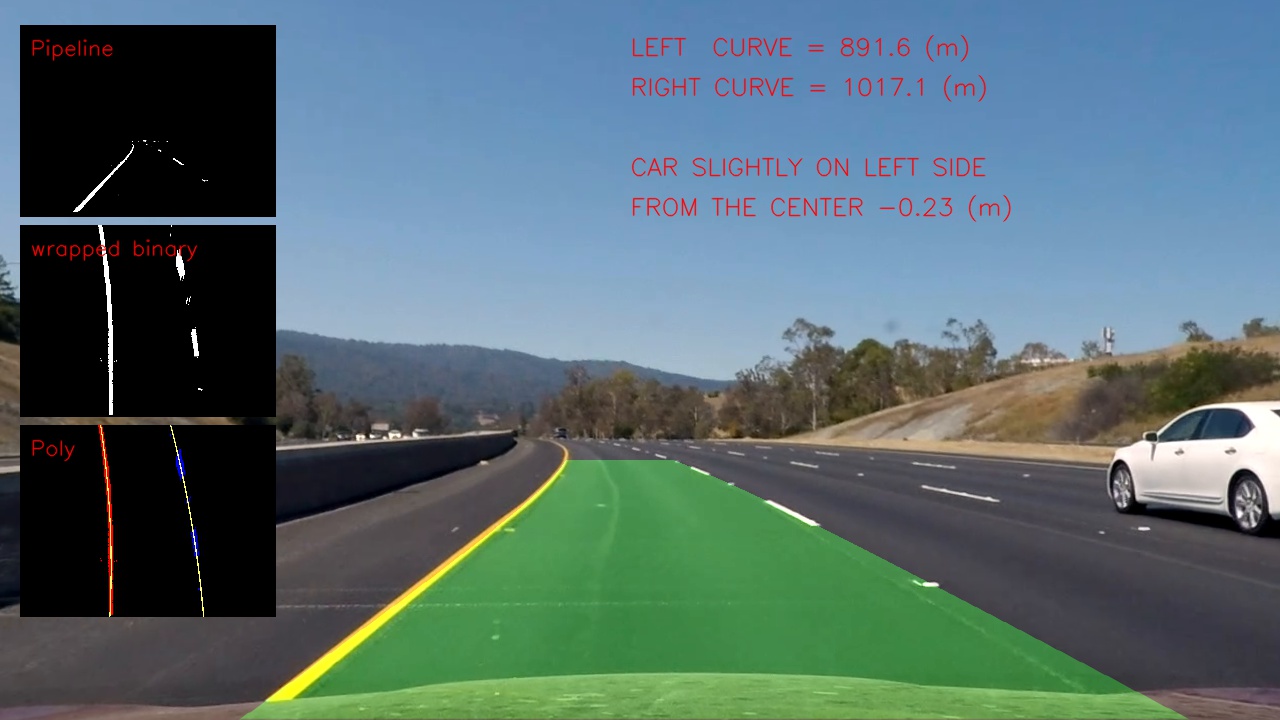 Pipeline
LEFT  CURVE = 891.6 (m)
RIGHT CURVE = 1017.1 (m)
CAR SLIGHTLY ON LEFT SIDE
FROM THE CENTER -0.23 (m)
wrapped binary
Poly